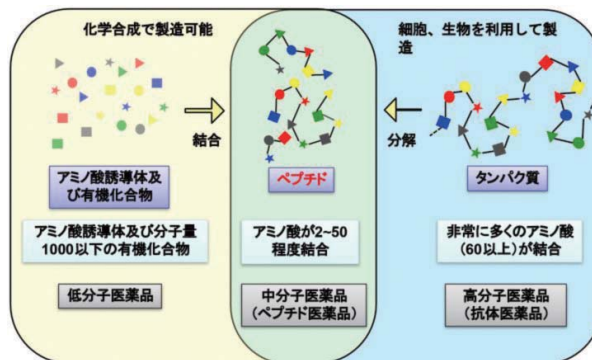 化学合成で製造可能
細胞、生物を利用して製
造
結合
分解
アミノ酸誘導体及
び有機化合物
ペプチド
タンパク質
アミノ酸誘導体及び分子量
1000以下の有機化合物
アミノ酸が2~50
程度結合
非常に多くのアミノ酸
(60以上)が結合
低分子医薬品
中分子医薬品
(ペプチド医薬品)
高分子医薬品
(抗体医薬品)